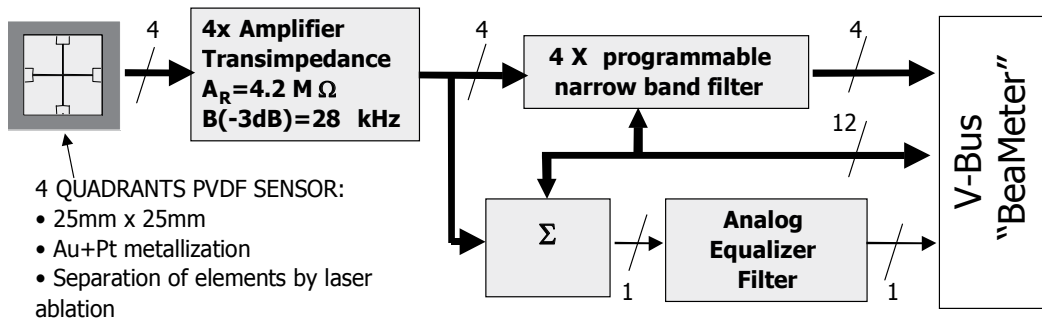 4
4x Amplifier
Transimpedance
A_R=4.2 M Ω
B(-3dB)=28 kHz
4
4 X programmable
narrow band filter
4
12
V-Bus
“BeaMeter”
4 QUADRANTS PVDF SENSOR:
• 25mm x 25mm
• Au+Pt metallization
• Separation of elements by laser
ablation
Σ
1
Analog
Equalizer
Filter
1